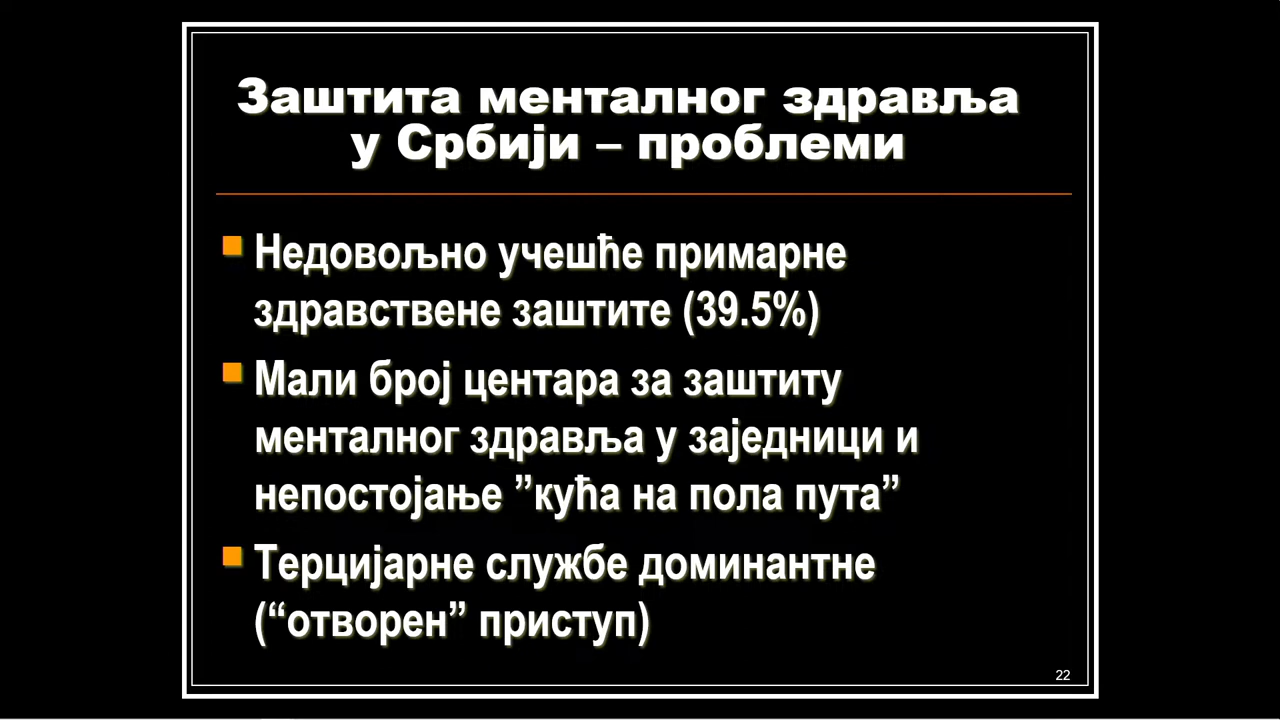 Заштита менталног здравља
у Србији – проблеми
Недовољно учешће примарне
здравствене заштите (39.5%)
Мали број центара за заштиту
менталног здравља у заједници и
непостојање ”кућа на пола пута”
Терцијарне службе доминантне
(“отворен” приступ)
22